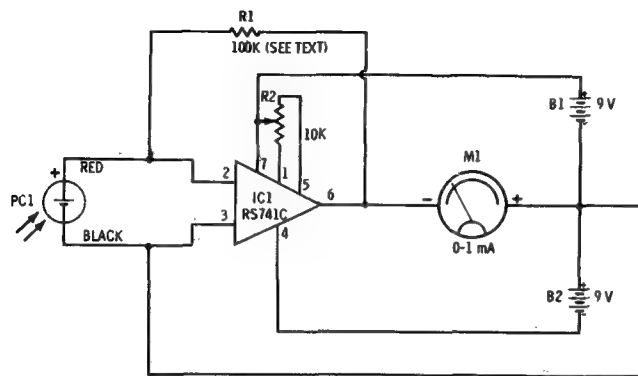 R1
100K (SEE TEXT)
R2
10K
B1
9 V
+
7
1
5
M1
+
RED
2
IC1
RS741C
6
-
+
PC1
3
4
0-1 mA
BLACK
+
B2
9 V